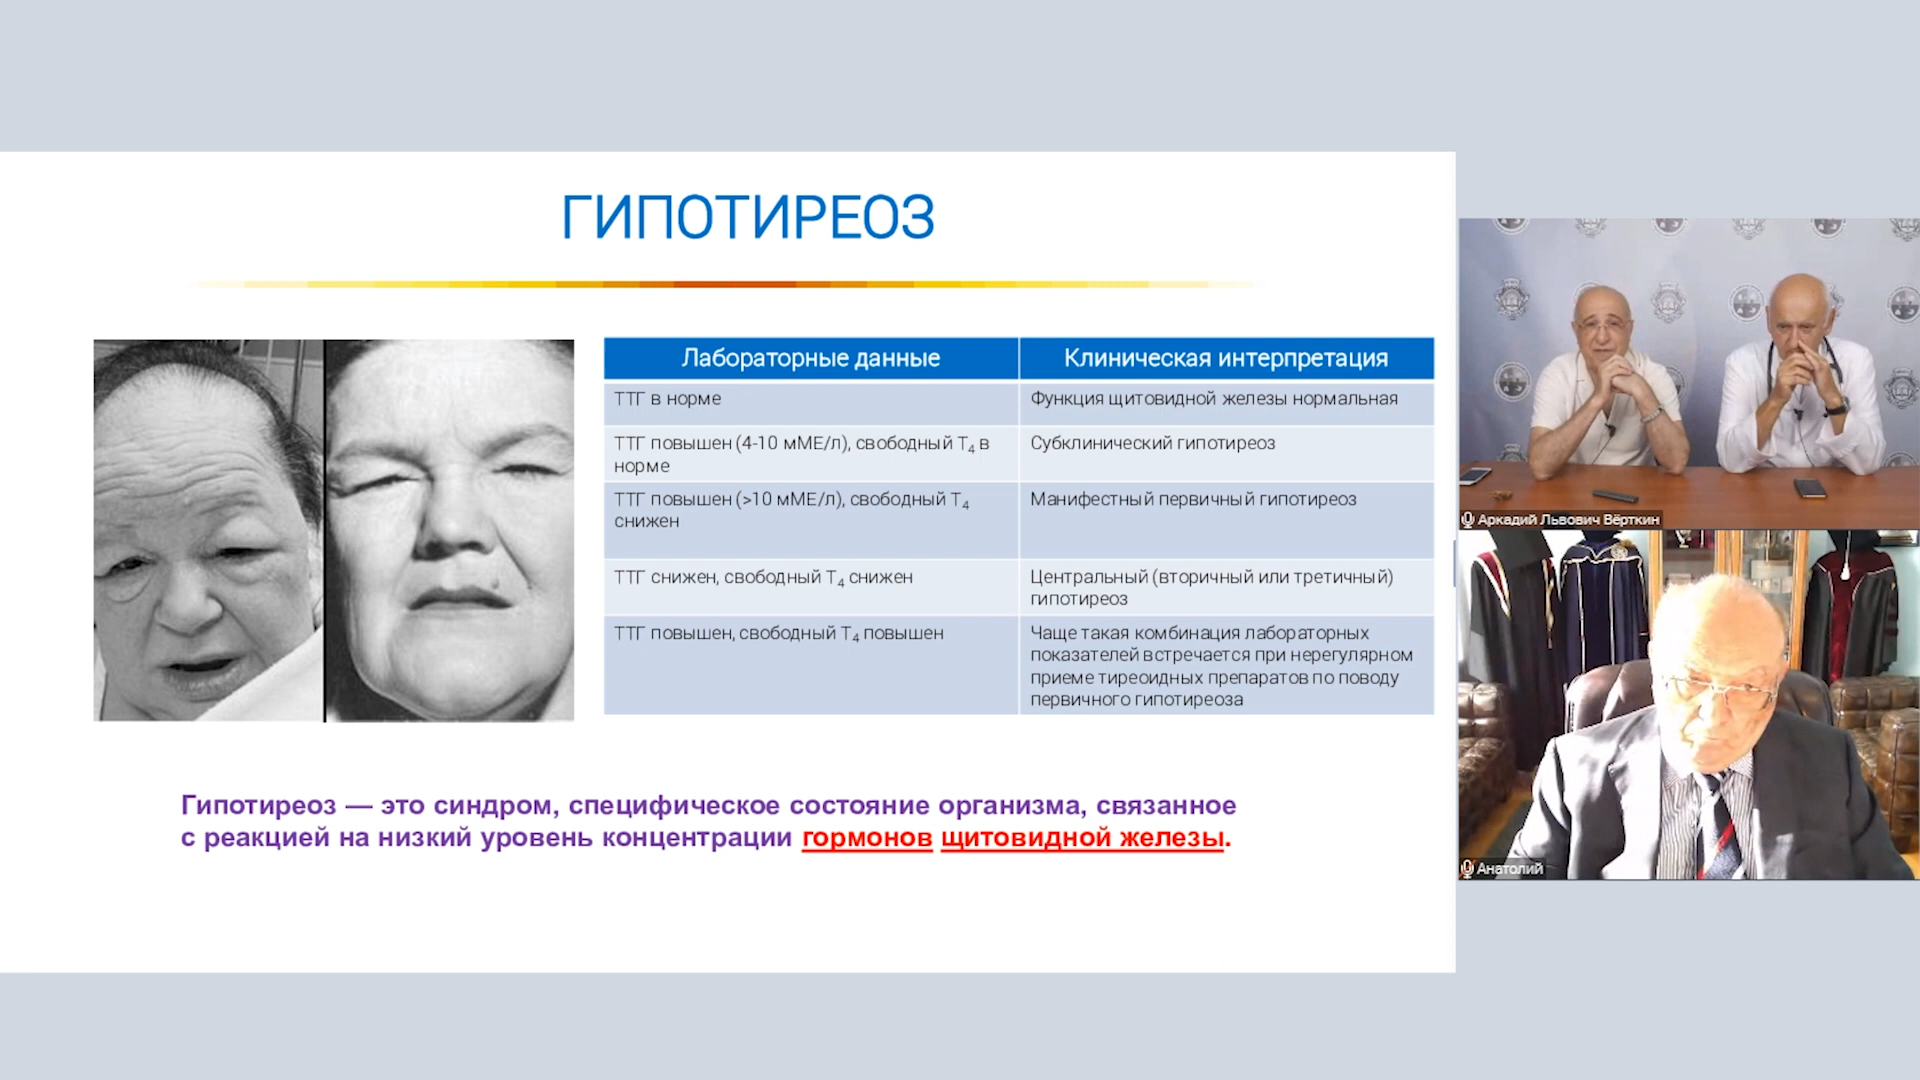 ГИПОТИРЕОЗ
Лабораторные данные
Клиническая интерпретация
ТТГ в норме
Функция щитовидной железы нормальная
ТТГ повышен (4-10 мМЕ/л), свободный Т₄ в
норме
Субклинический гипотиреоз
ТТГ повышен (>10 мМЕ/л), свободный Т₄
снижен
Манифестный первичный гипотиреоз
ТТГ снижен, свободный Т₄ снижен
Центральный (вторичный или третичный)
гипотиреоз
ТТГ повышен, свободный Т₄ повышен
Чаще такая комбинация лабораторных
показателей встречается при нерегулярном
приеме тиреоидных препаратов по поводу
первичного гипотиреоза
Гипотиреоз — это синдром, специфическое состояние организма, связанное
с реакцией на низкий уровень концентрации гормонов щитовидной железы.
Аркадий Львович Вёрткин
Анатолий